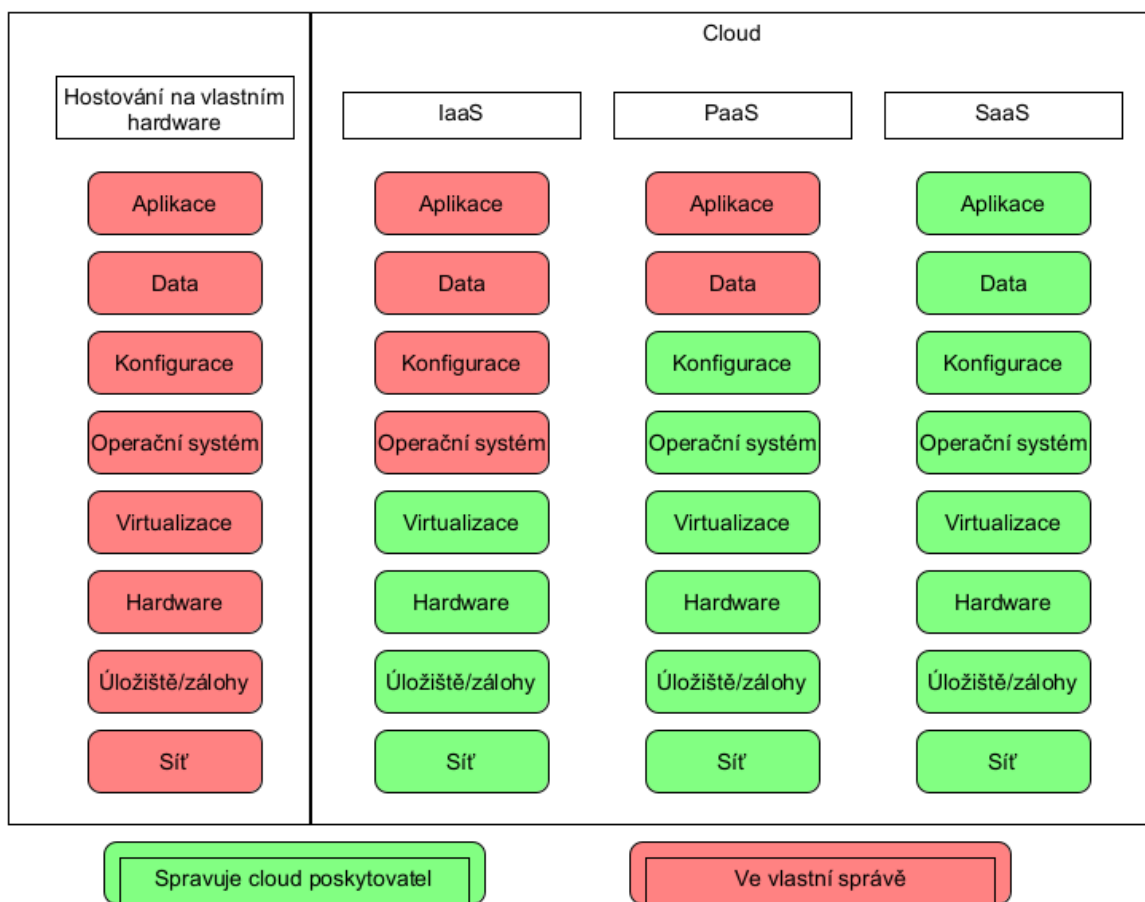 Cloud
Hostování na vlastním
hardware
IaaS
PaaS
SaaS
Aplikace
Aplikace
Aplikace
Aplikace
Data
Data
Data
Data
Konfigurace
Konfigurace
Konfigurace
Konfigurace
Operační systém
Operační systém
Operační systém
Operační systém
Virtualizace
Virtualizace
Virtualizace
Virtualizace
Hardware
Hardware
Hardware
Hardware
Úložiště/zálohy
Úložiště/zálohy
Úložiště/zálohy
Úložiště/zálohy
Síť
Síť
Síť
Síť
Spravuje cloud poskytovatel
Ve vlastní správě